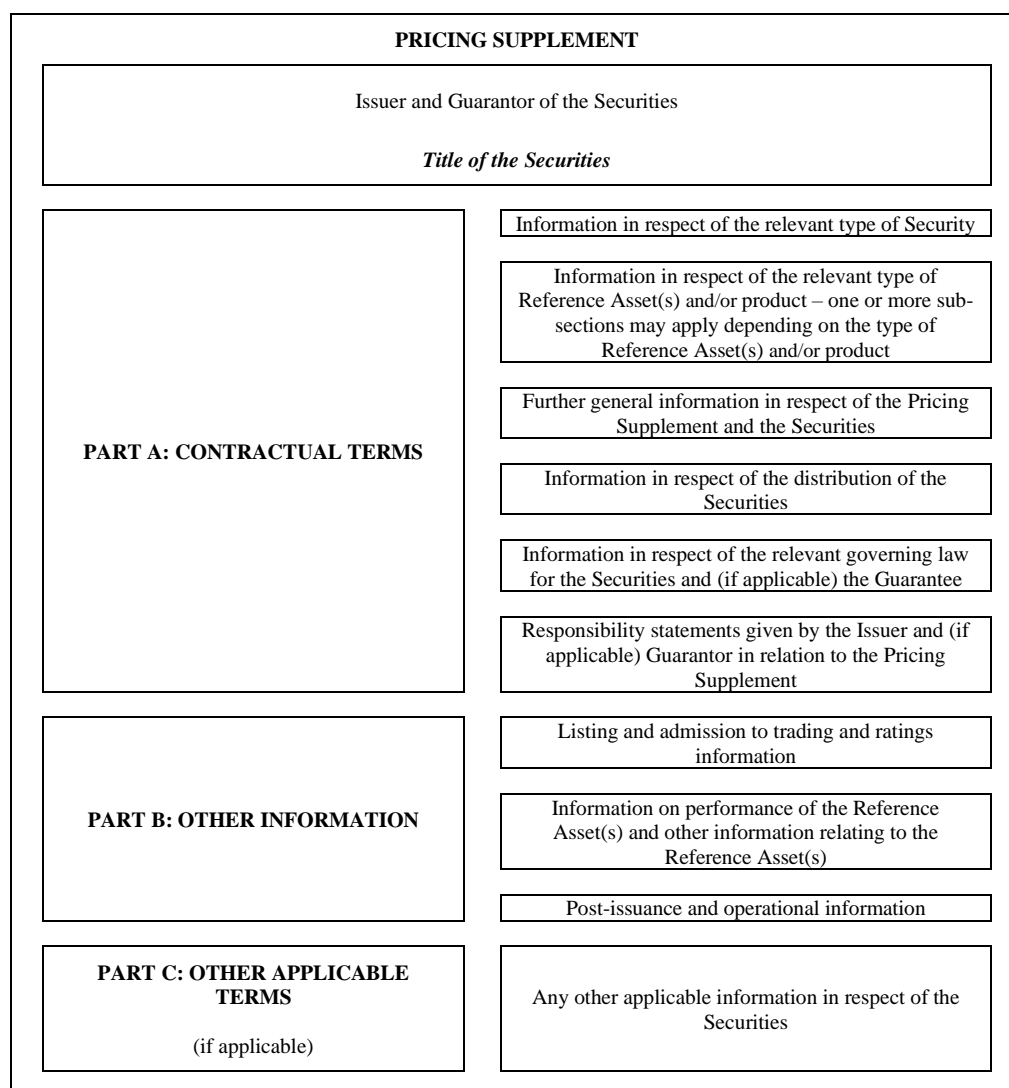 PRICING SUPPLEMENT
Issuer and Guarantor of the Securities
Title of the Securities
PART A: CONTRACTUAL TERMS
Information in respect of the relevant type of Security
Information in respect of the relevant type of
Reference Asset(s) and/or product – one or more sub-
sections may apply depending on the type of
Reference Asset(s) and/or product
Further general information in respect of the Pricing
Supplement and the Securities
Information in respect of the distribution of the
Securities
Information in respect of the relevant governing law
for the Securities and (if applicable) the Guarantee
Responsibility statements given by the Issuer and (if
applicable) Guarantor in relation to the Pricing
Supplement
PART B: OTHER INFORMATION
Listing and admission to trading and ratings
information
Information on performance of the Reference
Asset(s) and other information relating to the
Reference Asset(s)
Post-issuance and operational information
PART C: OTHER APPLICABLE
TERMS
(if applicable)
Any other applicable information in respect of the
Securities